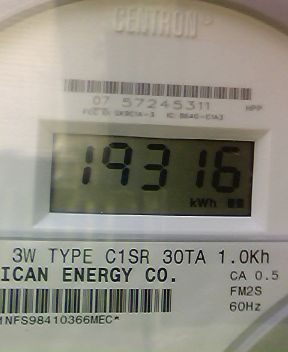 CENTRON
07 57245311 HPP
19316
kWh
3W TYPE C1SR 30TA 1.0Kh
ICAN ENERGY CO. CA 0.5
FM2S
60Hz
NFS98410366MEC*